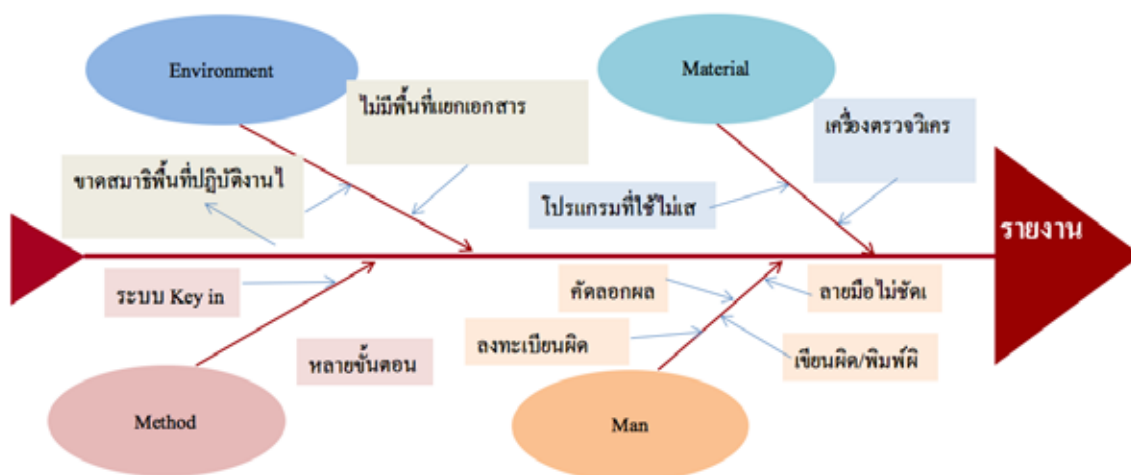 Environment
Material
ไม่มีพื้นที่แยกเอกสาร
เครื่องตรวจวิเคร
ขาดสมาธิพื้นที่ปฏิบัติงานไ
โปรแกรมที่ใช้ไม่เส
รายงาน
ระบบ Key in
คัดลอกผล
ลายมือไม่ชัดเ
ลงทะเบียนผิด
หลายขั้นตอน
เขียนผิด/พิมพ์ผิ
Method
Man